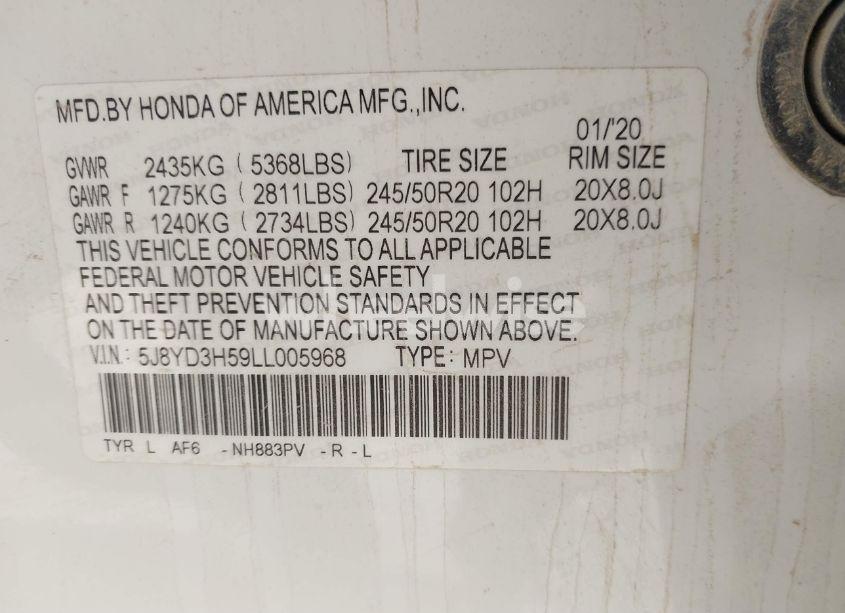 MFD.BY HONDA OF AMERICA MFG.,INC.
01/'20
GVWR 2435KG ( 5368LBS) TIRE SIZE RIM SIZE
GAWR F 1275KG ( 2811LBS) 245/50R20 102H 20X8.0J
GAWR R 1240KG ( 2734LBS) 245/50R20 102H 20X8.0J
THIS VEHICLE CONFORMS TO ALL APPLICABLE
FEDERAL MOTOR VEHICLE SAFETY
AND THEFT PREVENTION STANDARDS IN EFFECT
ON THE DATE OF MANUFACTURE SHOWN ABOVE.
V.I.N.: 5J8YD3H59LL005968 TYPE: MPV
TYR L AF6 -NH883PV -R-L